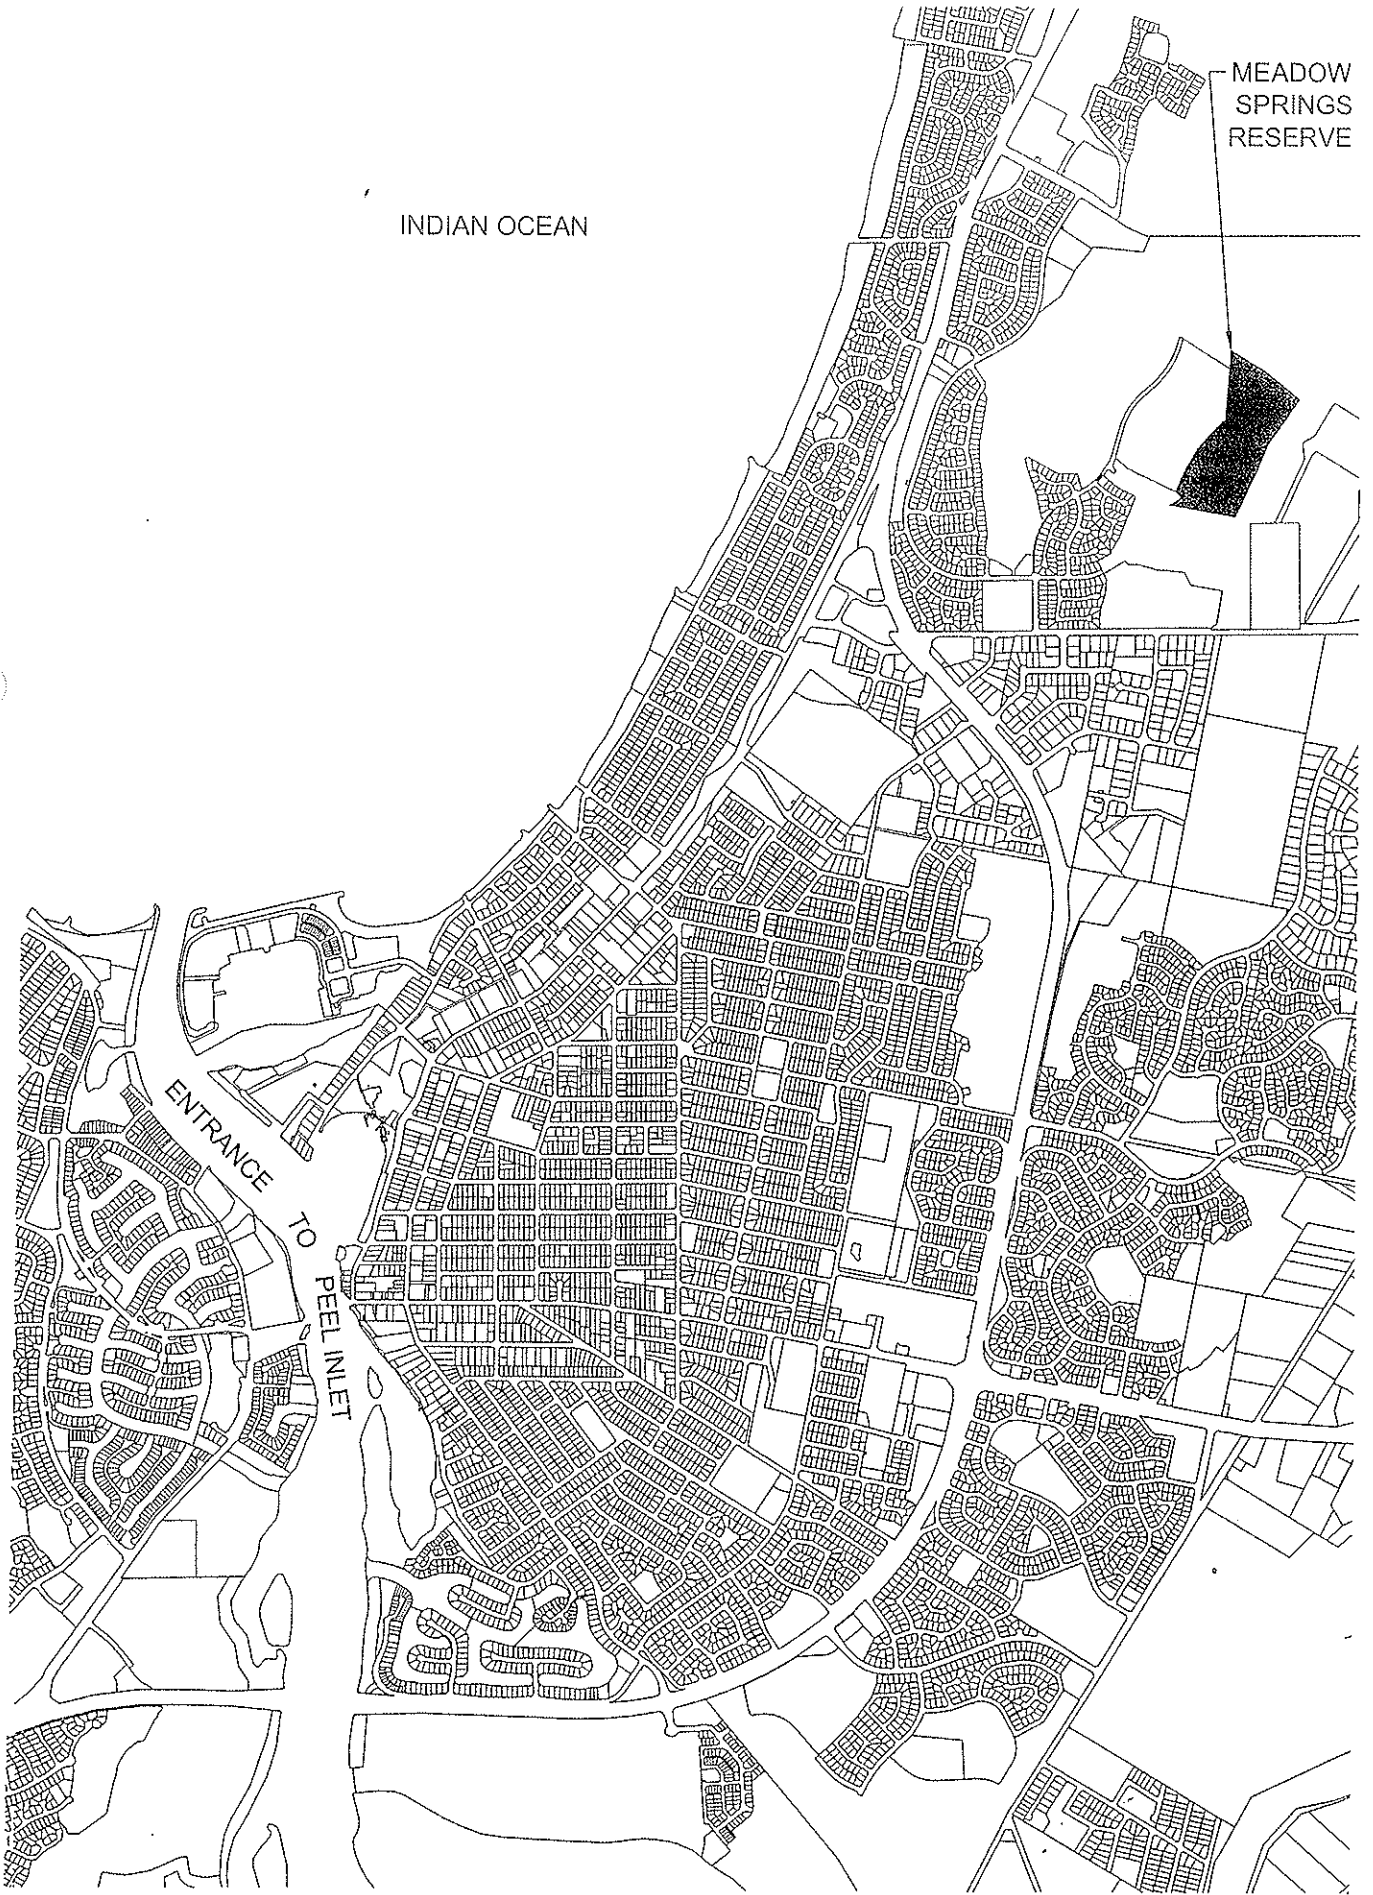 MEADOW
SPRINGS
RESERVE
INDIAN OCEAN
ENTRANCE
TO
PEEL INLET